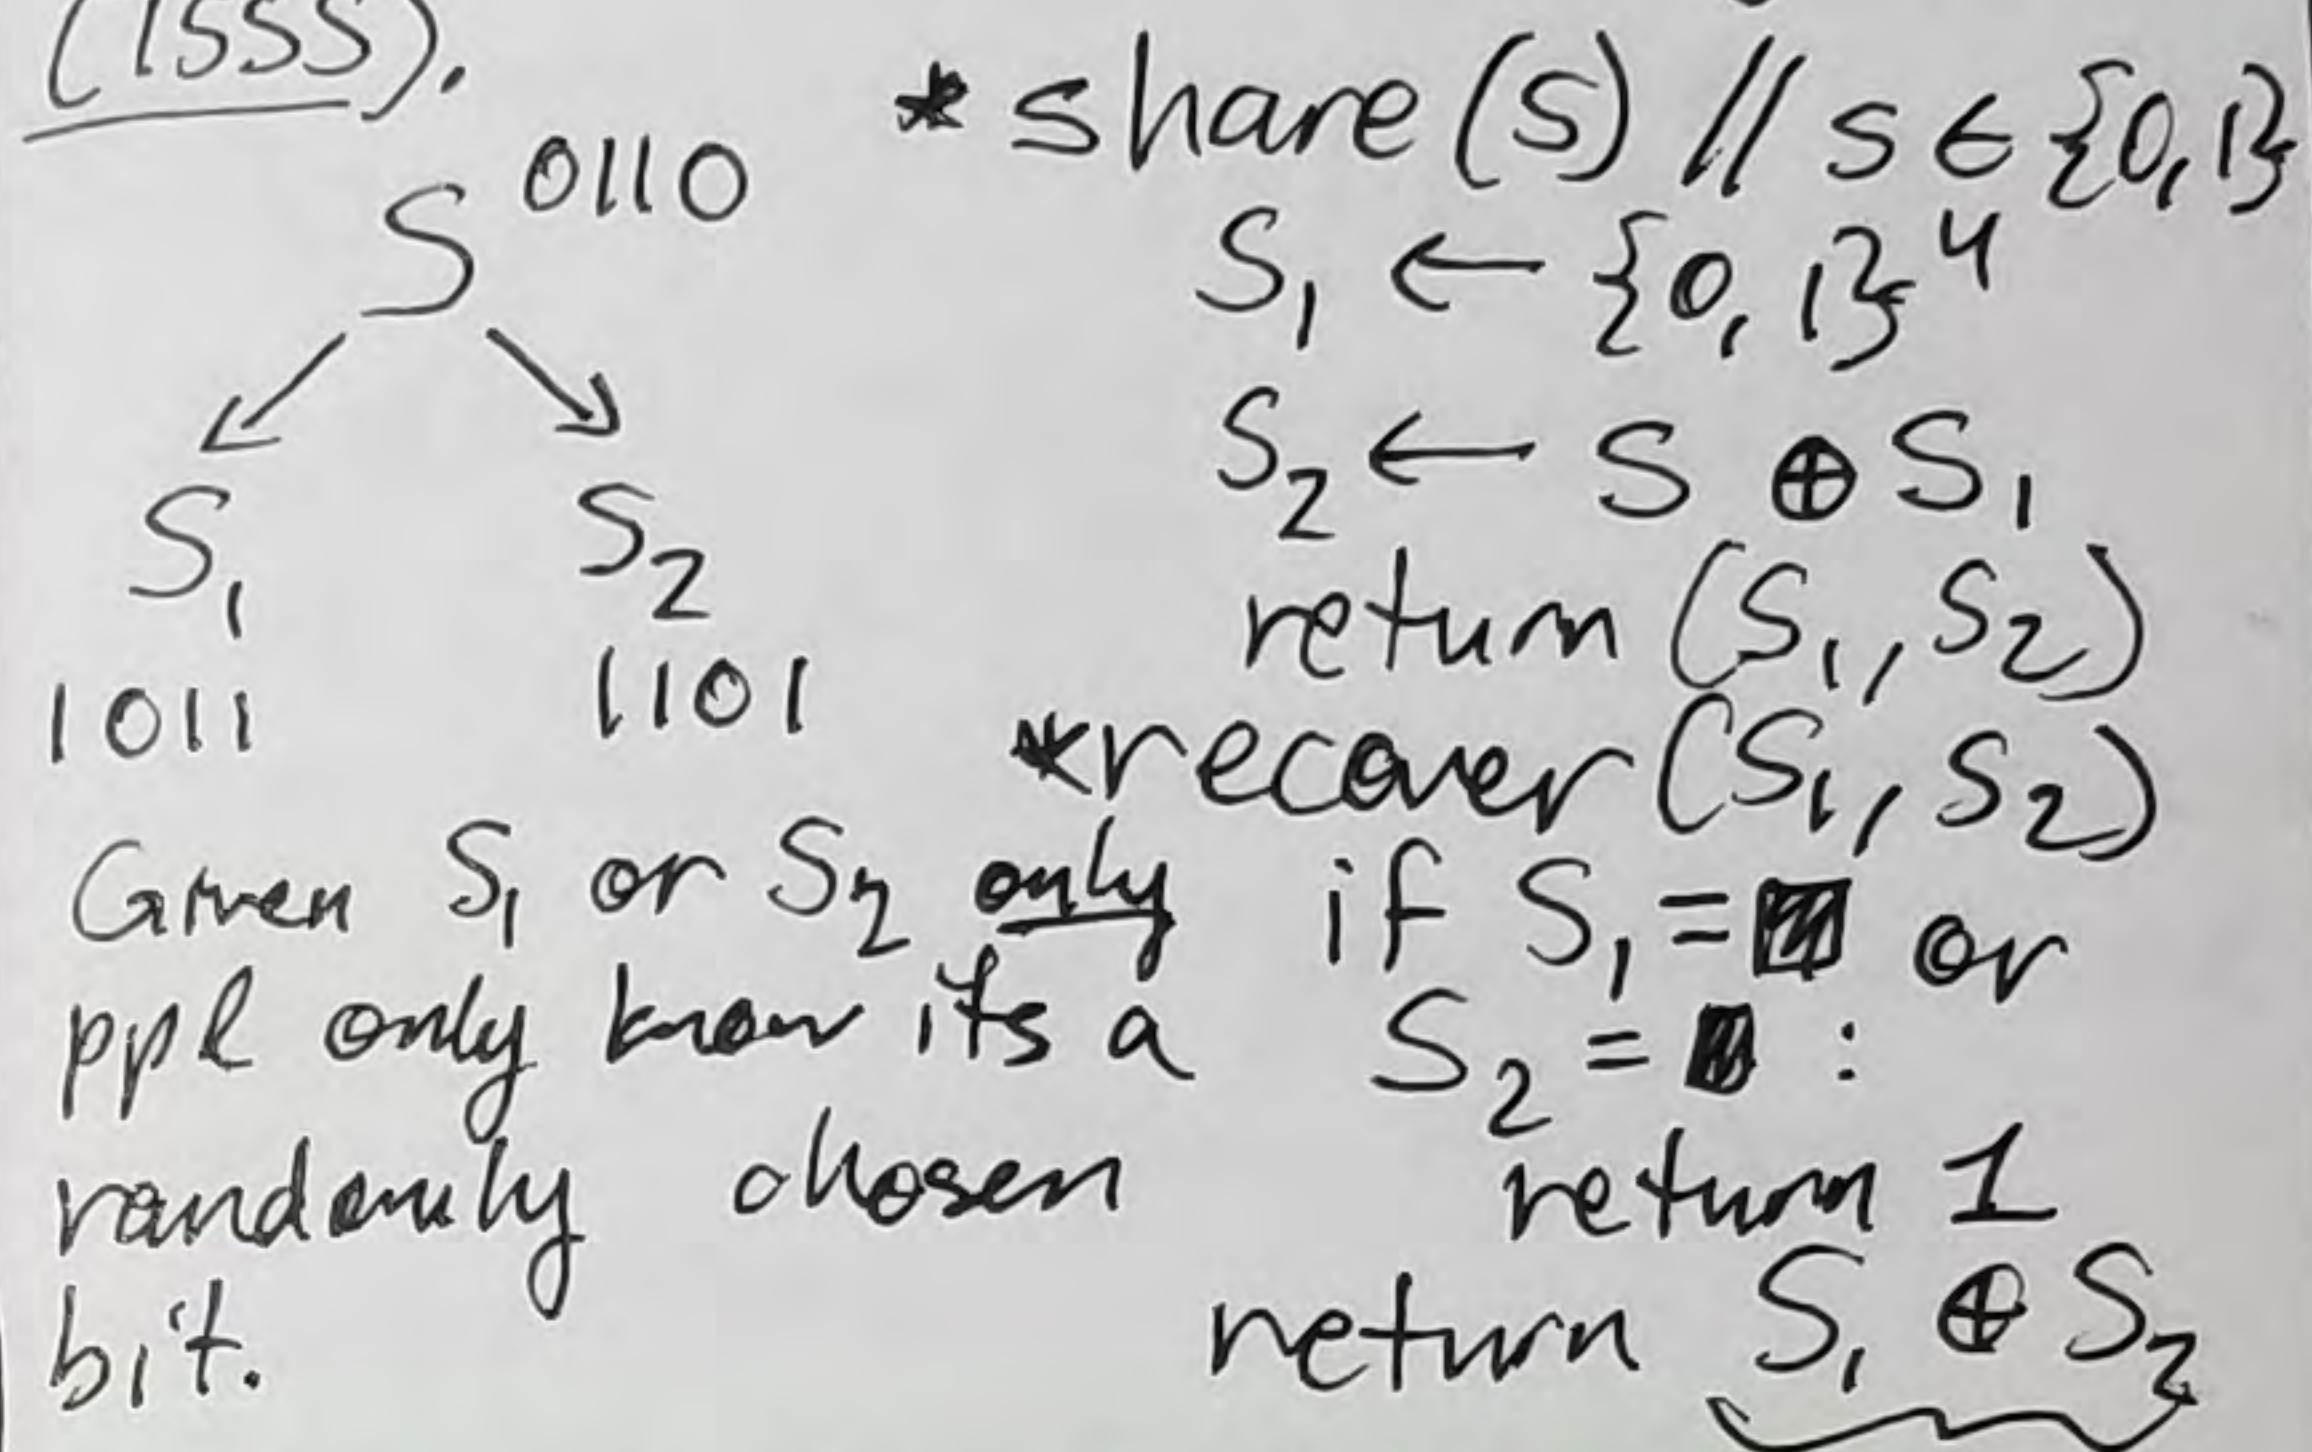 (1SSS).
S 0110
S₁ S₂
1011 1101
Given S₁ or S₂ only
ppl only know its a
randomly chosen
bit.
* share(S) // S ∈ {0,1}
S₁ ← {0,1}⁴
S₂ ← S ⊕ S₁
return (S₁, S₂)
*recover (S₁, S₂)
if S₁ = or
S₂ = :
return 1
return S₁ ⊕ S₂